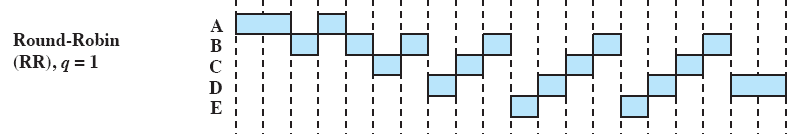 Round-Robin
(RR), q = 1
A
B
C
D
E